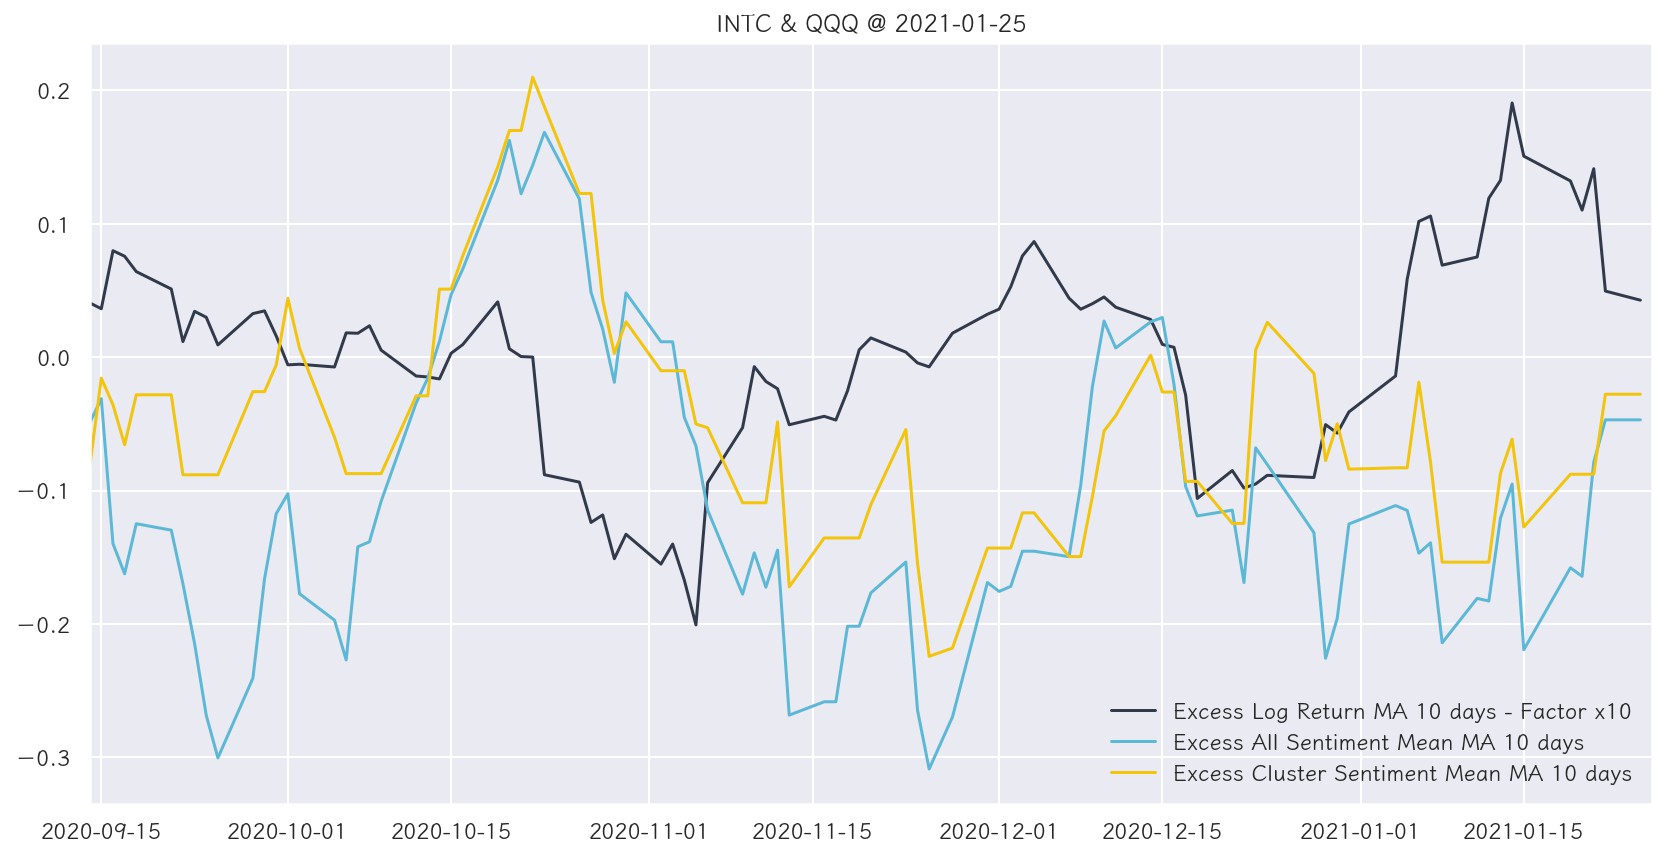 INTC & QQQ @ 2021-01-25
0.2
0.1
0.0
−0.1
−0.2
−0.3
Excess Log Return MA 10 days - Factor x10
Excess All Sentiment Mean MA 10 days
Excess Cluster Sentiment Mean MA 10 days
2020-09-15 2020-10-01 2020-10-15 2020-11-01 2020-11-15 2020-12-01 2020-12-15 2021-01-01 2021-01-15